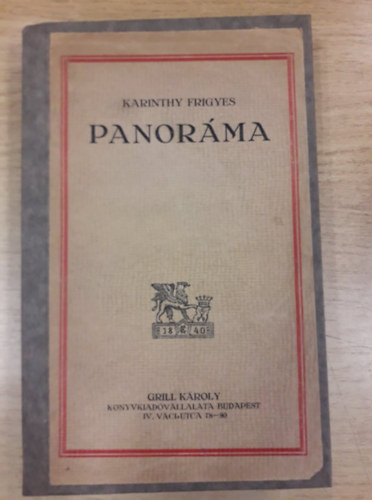 KARINTHY FRIGYES
PANORÁMA
18 40
GRILL KÁROLY
KÖNYVKIADÓVÁLLALATA BUDAPEST
IV. VÁCI-UTCA